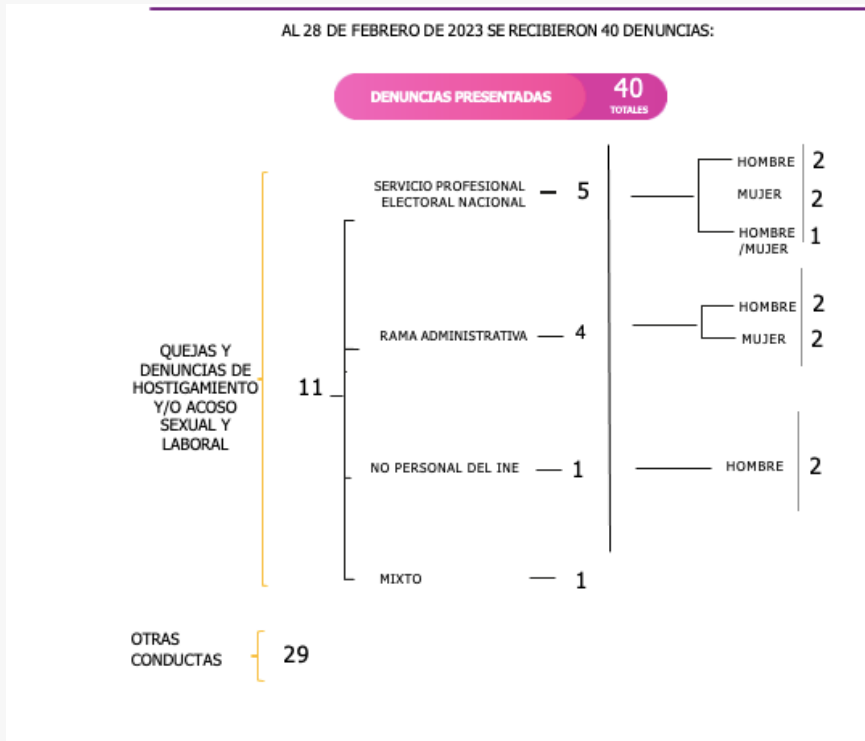 AL 28 DE FEBRERO DE 2023 SE RECIBIERON 40 DENUNCIAS:
DENUNCIAS PRESENTADAS
40
TOTALES
QUEJAS Y
DENUNCIAS DE
HOSTIGAMIENTO
Y/O ACOSO
SEXUAL Y
LABORAL
11
SERVICIO PROFESIONAL
ELECTORAL NACIONAL
5
HOMBRE 2
MUJER 2
HOMBRE
/MUJER
1
RAMA ADMINISTRATIVA 4
HOMBRE 2
MUJER 2
NO PERSONAL DEL INE 1
HOMBRE 2
MIXTO 1
OTRAS
CONDUCTAS
29